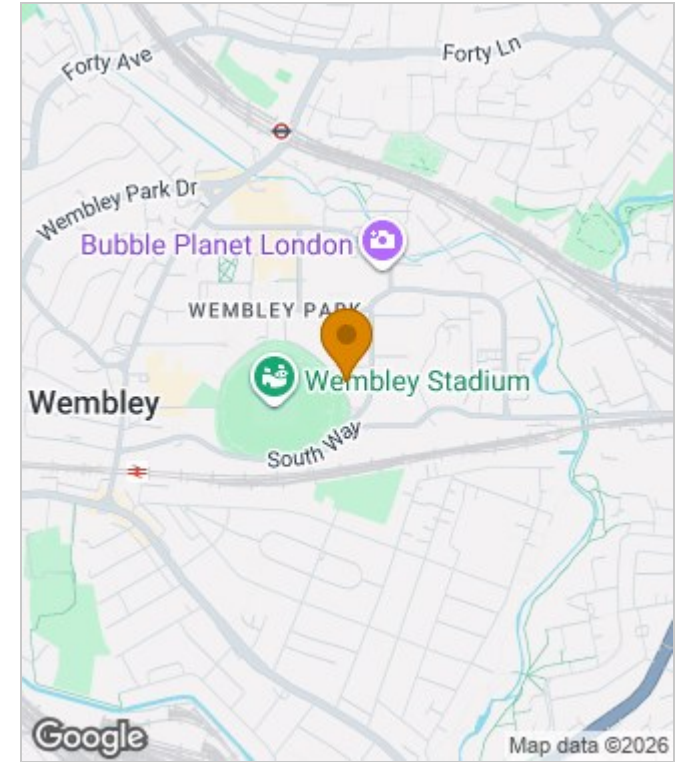 Forty Ave
Forty Ln
Wembley Park Dr
Bubble Planet London
WEMBLEY PARK
Wembley Stadium
Wembley
South Way
Google
Map data ©2026